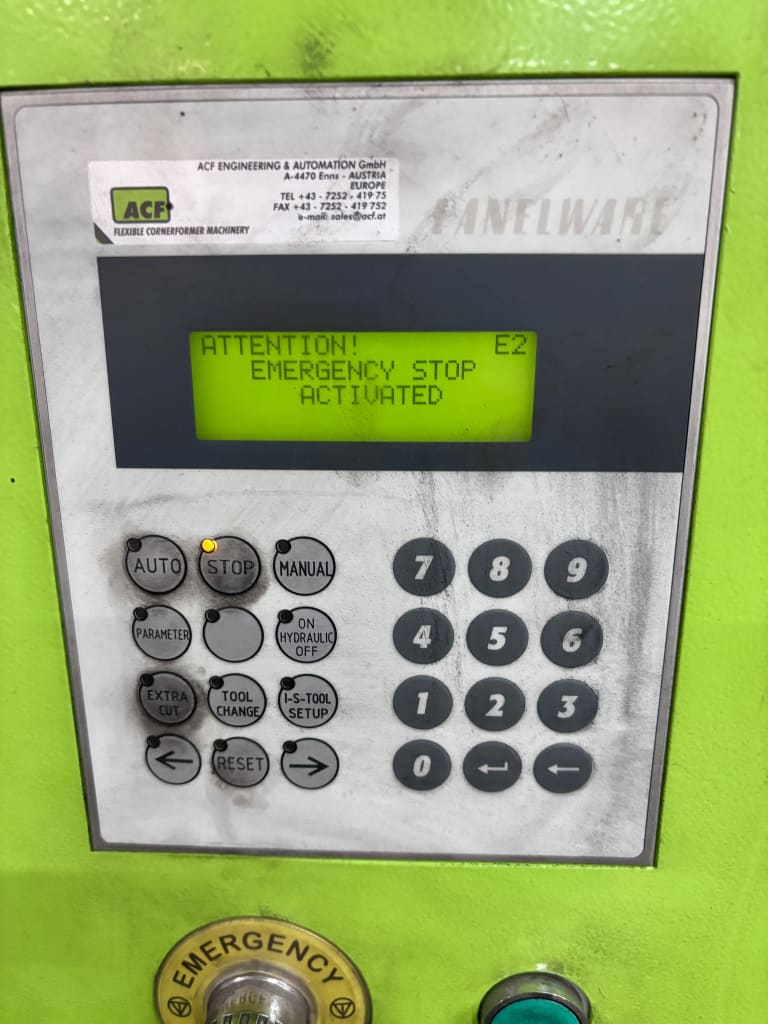 ACF ENGINEERING & AUTOMATION GmbH
A-4470 Enns - AUSTRIA
EUROPE
TEL +43 - 7252 - 419 75
FAX +43 - 7252 - 419 752
e-mail: sales@acf.at
ACF
FLEXIBLE CORNERFORMER MACHINERY
PANELWARE
ATTENTION! E2
EMERGENCY STOP
ACTIVATED
AUTO STOP MANUAL 7 8 9
PARAMETER ON HYDRAULIC OFF 4 5 6
EXTRA CUT TOOL CHANGE I-S-TOOL SETUP 1 2 3
← RESET → 0 ↵ ←
EMERGENCY